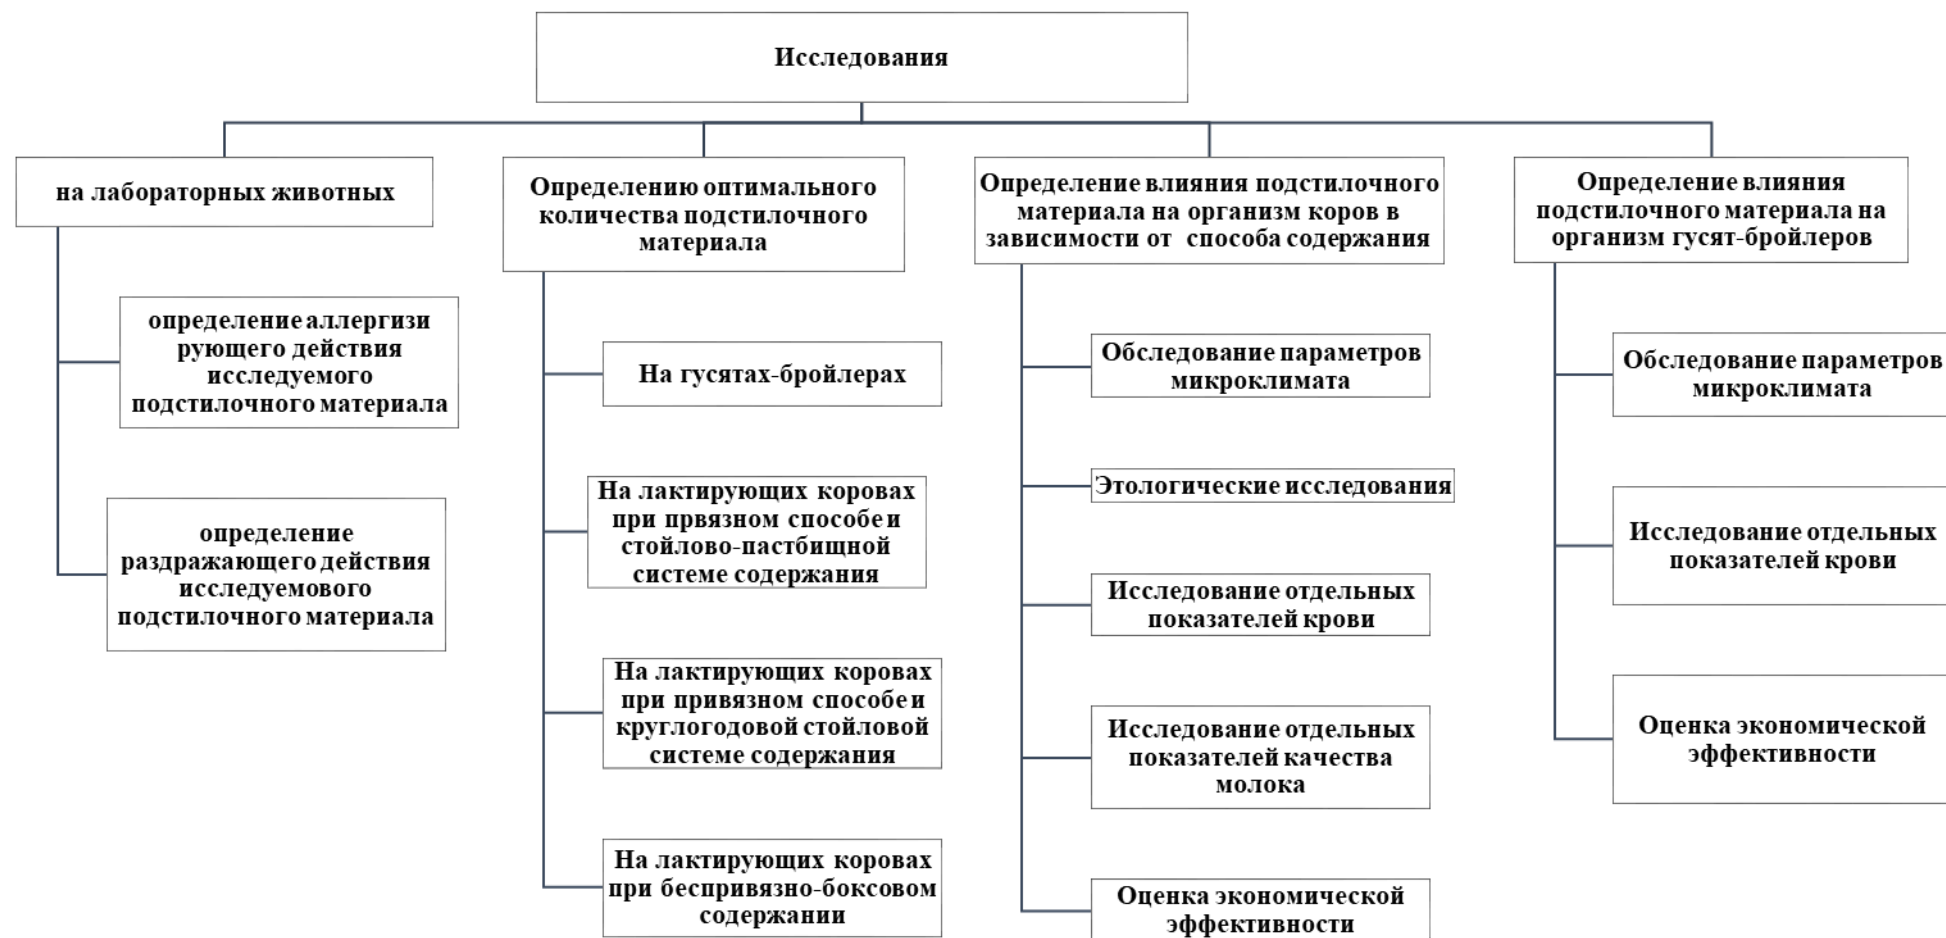 Исследования
на лабораторных животных
определение аллергизи
рующего действия
исследуемого
подстилочного материала
определение
раздражающего действия
исследуемового
подстилочного материала
Определению оптимального
количества подстилочного
материала
На гусятах-бройлерах
На лактирующих коровах
при првязном способе и
стойлово-пастбищной
системе содержания
На лактирующих коровах
при привязном способе и
круглогодовой стойловой
системе содержания
На лактирующих коровах
при беспривязно-боксовом
содержании
Определение влияния подстилочного
материала на организм коров в
зависимости от способа содержания
Обследование параметров
микроклимата
Этологические исследования
Исследование отдельных
показателей крови
Исследование отдельных
показателей качества
молока
Оценка экономической
эффективности
Определение влияния
подстилочного материала на
организм гусят-бройлеров
Обследование параметров
микроклимата
Исследование отдельных
показателей крови
Оценка экономической
эффективности